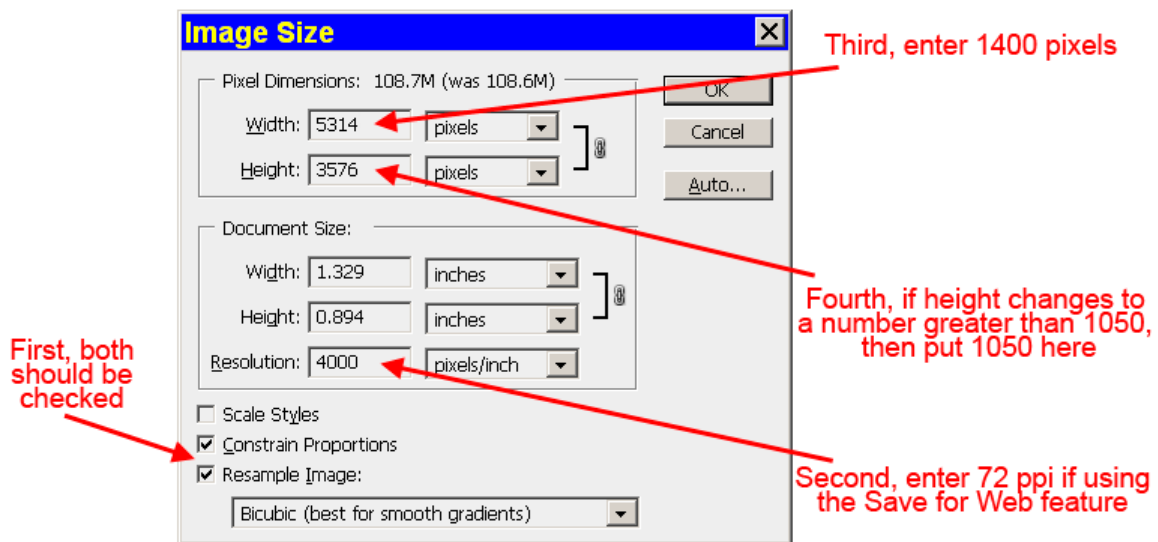 Image Size
Third, enter 1400 pixels
Pixel Dimensions: 108.7M (was 108.6M)
OK
Width: 5314 pixels
Cancel
Height: 3576 pixels
Auto...
Document Size:
Width: 1.329 inches
Height: 0.894 inches
Fourth, if height changes to
a number greater than 1050,
then put 1050 here
Resolution: 4000 pixels/inch
First, both
should be
checked
Scale Styles
Constrain Proportions
Resample Image:
Second, enter 72 ppi if using
the Save for Web feature
Bicubic (best for smooth gradients)